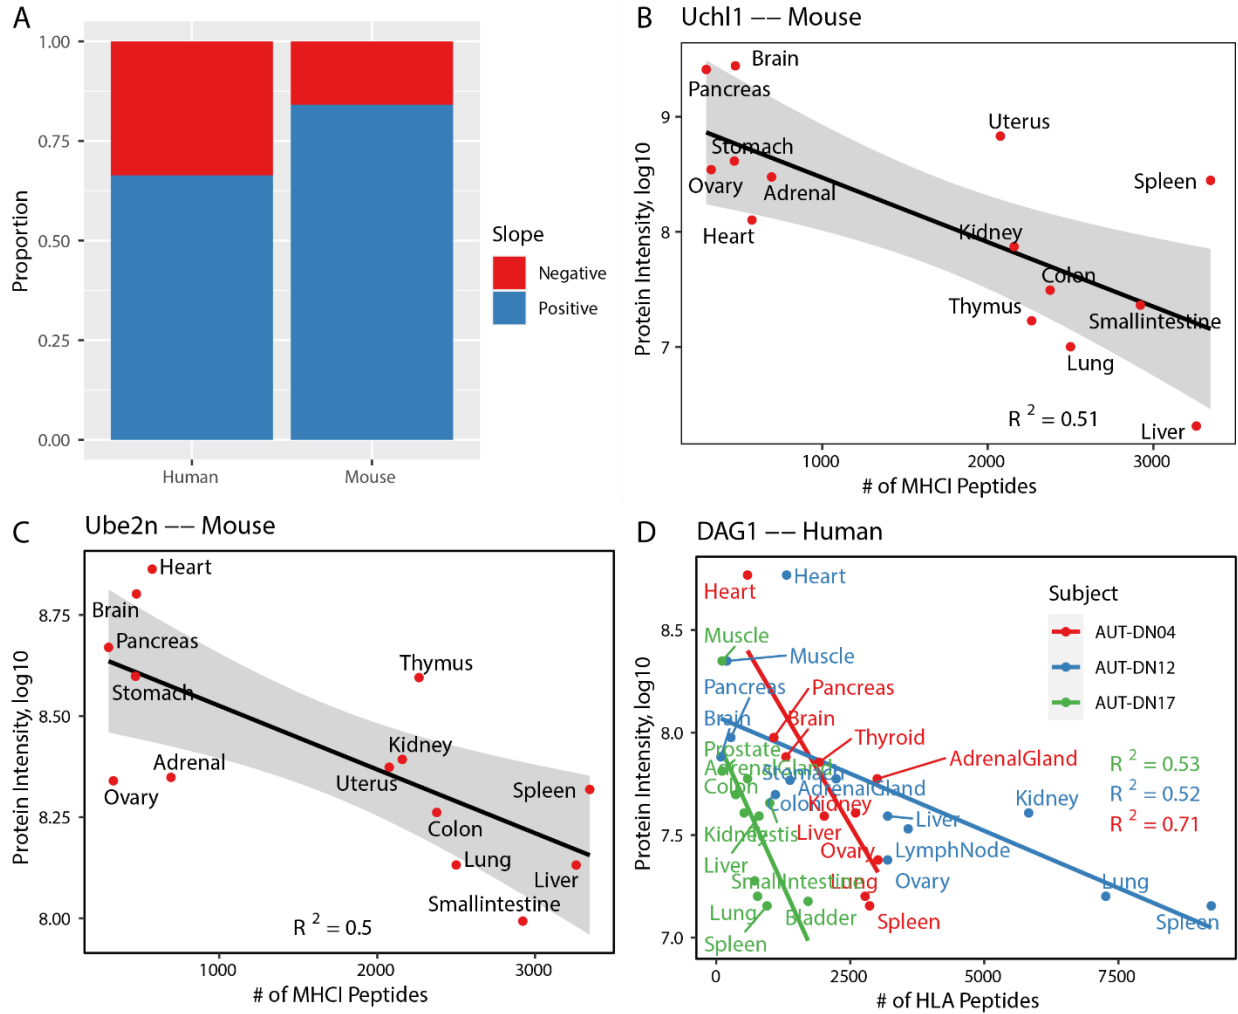 A
1.00
0.75
0.50
0.25
0.00
Proportion
Human
Mouse
Slope
Negative
Positive
B
Uchl1 –– Mouse
Protein Intensity, log10
9
8
7
Brain
Pancreas
Uterus
Stomach
Ovary
Adrenal
Spleen
Heart
Kidney
Colon
Thymus
Smallintestine
Lung
R 2 = 0.51
Liver
1000
2000
3000
# of MHCI Peptides
C
Ube2n –– Mouse
Protein Intensity, log10
8.75
8.50
8.25
8.00
Heart
Brain
Pancreas
Stomach
Thymus
Kidney
Adrenal
Uterus
Ovary
Spleen
Colon
Lung
Liver
Smallintestine
R 2 = 0.5
1000
2000
3000
# of MHCI Peptides
D
DAG1 –– Human
Protein Intensity, log10
8.5
8.0
7.5
7.0
Heart
Heart
Subject
AUT-DN04
AUT-DN12
AUT-DN17
Muscle
Muscle
Pancreas
Pancreas
Brain
Brain
Thyroid
Prostate
AdrenalGland
AdrenalGland
Stomach
Colon
AdrenalGland
Colon
Kidney
Kidney
R 2 = 0.53
R 2 = 0.52
R 2 = 0.71
Kidney
Testis
Liver
Liver
Liver
Ovary
LymphNode
SmallIntestine
Lung
Ovary
Lung
Lung
Bladder
Spleen
Spleen
Spleen
0
2500
5000
7500
# of HLA Peptides